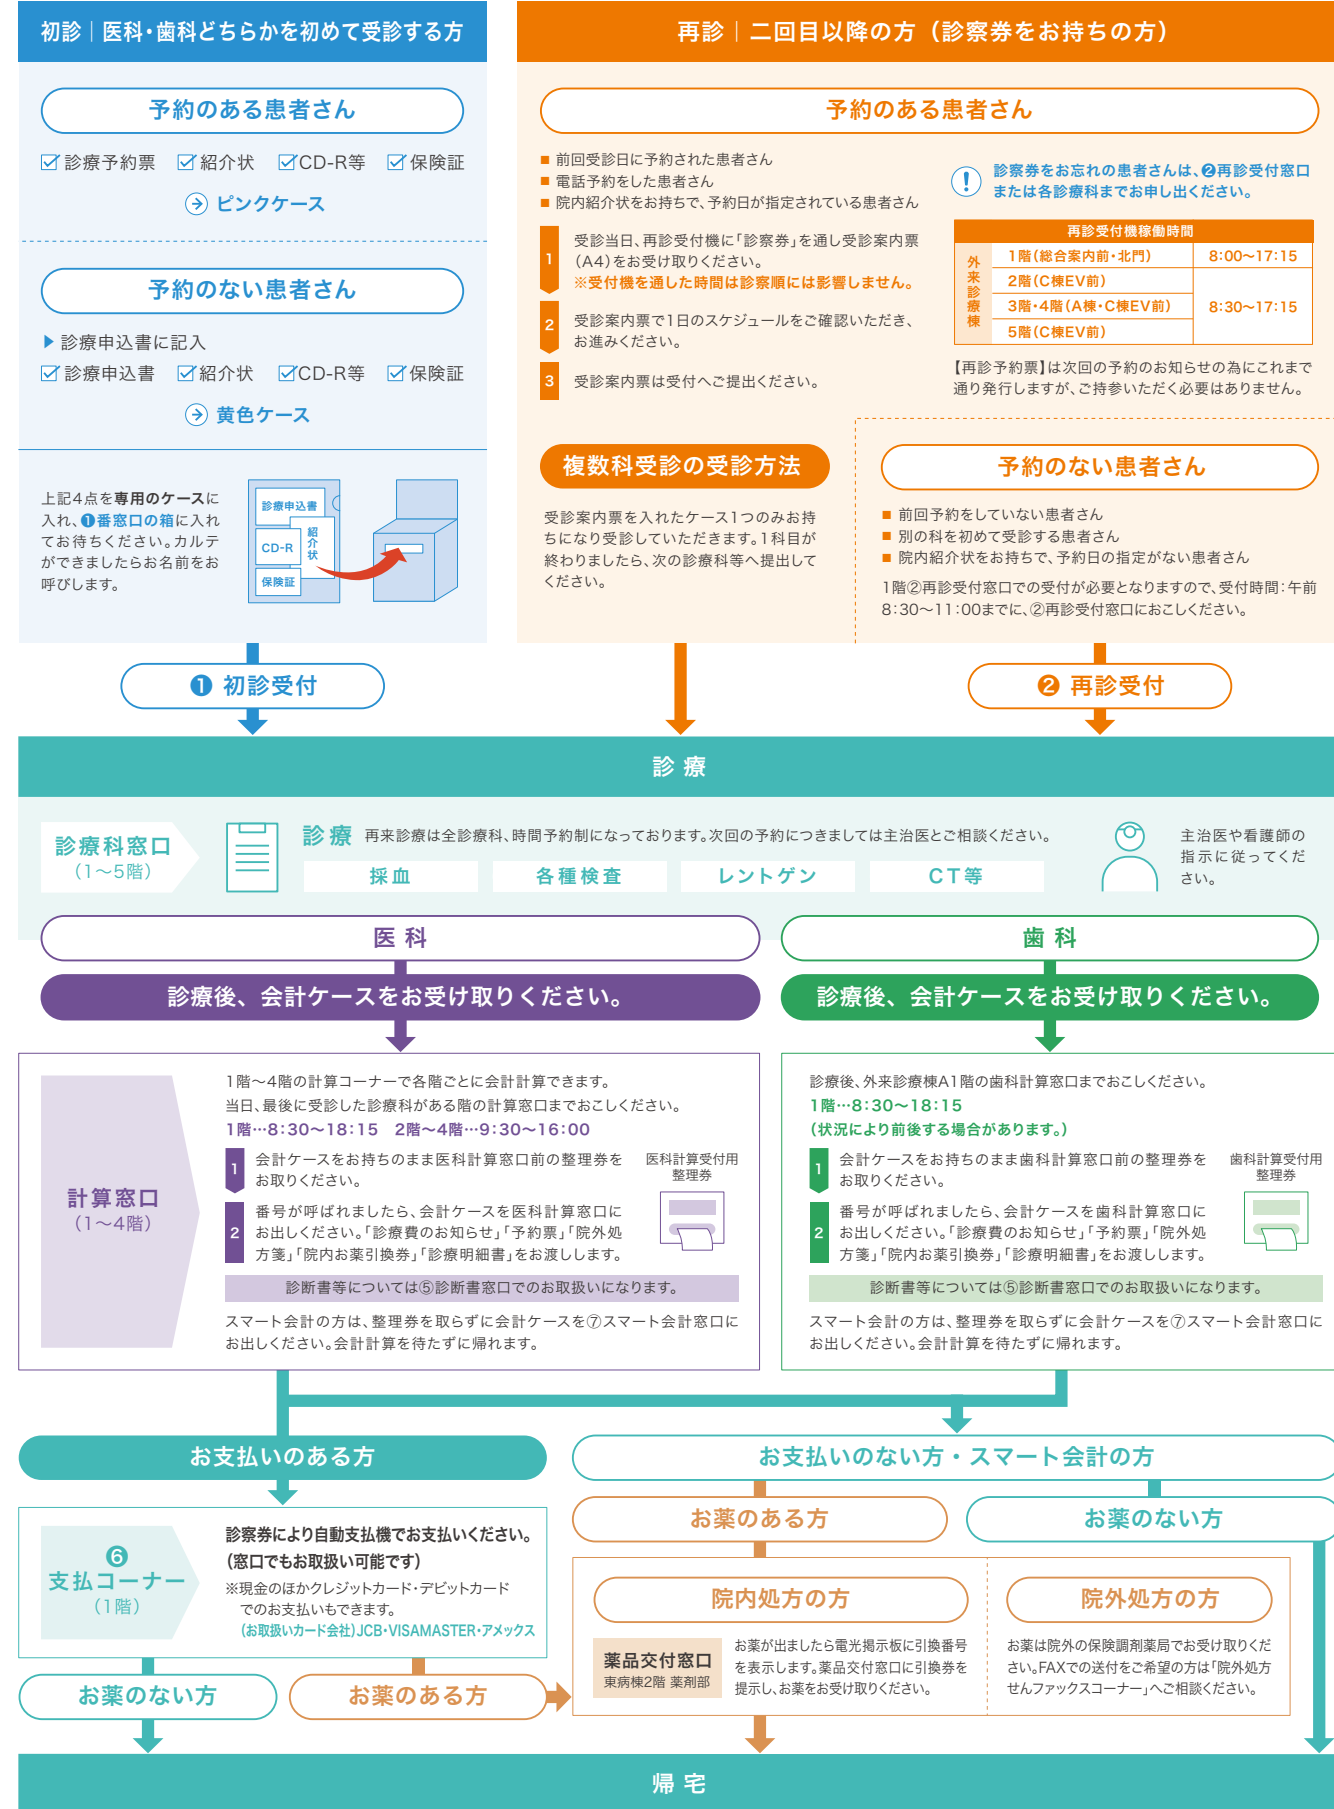 初診｜医科・歯科どちらかを初めて受診する方
予約のある患者さん
診療予約票 紹介状 CD-R等 保険証
ピンクケース
予約のない患者さん
診療申込書に記入
診療申込書 紹介状 CD-R等 保険証
黄色ケース
上記4点を専用のケースに
入れ、❶番窓口の箱に入れ
てお待ちください。カルテ
ができましたらお名前をお
呼びします。
診療申込書
紹介状
CD-R
保険証
❶ 初診受付
再診｜二回目以降の方（診察券をお持ちの方）
予約のある患者さん
■ 前回受診日に予約された患者さん
■ 電話予約をした患者さん
■ 院内紹介状をお持ちで、予約日が指定されている患者さん
1 受診当日、再診受付機に「診察券」を通し受診案内票
（A4）をお受け取りください。
※受付機を通した時間は診察順には影響しません。
2 受診案内票で1日のスケジュールをご確認いただき、
お進みください。
3 受診案内票は受付へご提出ください。
! 診察券をお忘れの患者さんは、❷再診受付窓口
または各診療科までお申し出ください。
再診受付機稼働時間
外来診療棟
1階（総合案内前・北門） 8:00〜17:15
2階（C棟EV前）
3階・4階（A棟・C棟EV前） 8:30〜17:15
5階（C棟EV前）
【再診予約票】は次回の予約のお知らせの為にこれまで
通り発行しますが、ご持参いただく必要はありません。
複数科受診の受診方法
受診案内票を入れたケース1つのみお持
ちになり受診していただきます。1科目が
終わりましたら、次の診療科等へ提出して
ください。
予約のない患者さん
■ 前回予約をしていない患者さん
■ 別の科を初めて受診する患者さん
■ 院内紹介状をお持ちで、予約日の指定がない患者さん
1階②再診受付窓口での受付が必要となりますので、受付時間：午前
8:30〜11:00までに、②再診受付窓口におこしください。
❷ 再診受付
診療
診療科窓口
（1〜5階）
診療 再来診療は全診療科、時間予約制になっております。次回の予約につきましては主治医とご相談ください。
採血 各種検査 レントゲン CT等
主治医や看護師の
指示に従ってくだ
さい。
医科
診療後、会計ケースをお受け取りください。
計算窓口
（1〜4階）
1階〜4階の計算コーナーで各階ごとに会計計算できます。
当日、最後に受診した診療科がある階の計算窓口までおこしください。
1階…8:30〜18:15 2階〜4階…9:30〜16:00
1 会計ケースをお持ちのまま医科計算窓口前の整理券を
お取りください。
2 番号が呼ばれましたら、会計ケースを医科計算窓口に
お出しください。「診療費のお知らせ」「予約票」「院外処
方箋」「院内お薬引換券」「診療明細書」をお渡しします。
医科計算受付用
整理券
診断書等については⑤診断書窓口でのお取扱いになります。
スマート会計の方は、整理券を取らずに会計ケースを⑦スマート会計窓口に
お出しください。会計計算を待たずに帰れます。
歯科
診療後、会計ケースをお受け取りください。
診療後、外来診療棟A1階の歯科計算窓口までおこしください。
1階…8:30〜18:15
（状況により前後する場合があります。）
1 会計ケースをお持ちのまま歯科計算窓口前の整理券を
お取りください。
2 番号が呼ばれましたら、会計ケースを歯科計算窓口に
お出しください。「診療費のお知らせ」「予約票」「院外処
方箋」「院内お薬引換券」「診療明細書」をお渡しします。
歯科計算受付用
整理券
診断書等については⑤診断書窓口でのお取扱いになります。
スマート会計の方は、整理券を取らずに会計ケースを⑦スマート会計窓口に
お出しください。会計計算を待たずに帰れます。
お支払いのある方
❻
支払コーナー
（1階）
診察券により自動支払機でお支払いください。
（窓口でもお取扱い可能です）
※現金のほかクレジットカード・デビットカード
でのお支払いもできます。
（お取扱いカード会社）JCB・VISAMASTER・アメックス
お薬のない方
お薬のある方
お支払いのない方・スマート会計の方
お薬のある方
お薬のない方
院内処方の方
薬品交付窓口
東病棟2階 薬剤部
お薬が出ましたら電光掲示板に引換番号
を表示します。薬品交付窓口に引換券を
提示し、お薬をお受け取りください。
院外処方の方
お薬は院外の保険調剤薬局でお受け取りくだ
さい。FAXでの送付をご希望の方は「院外処方
せんファックスコーナー」へご相談ください。
帰宅